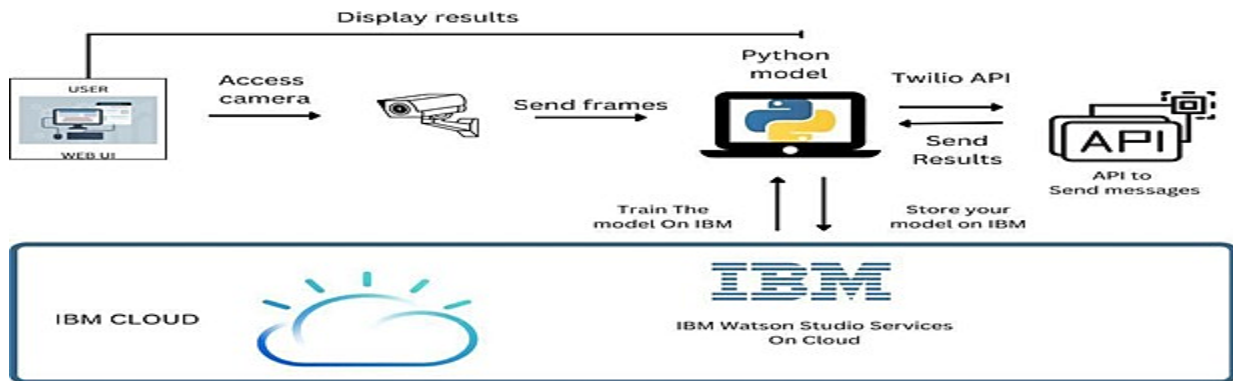 Display results
USER
WEB UI
Access
camera
Send frames
Python
model
Twilio API
Send
Results
API
API to
Send messages
Train The
model On IBM
Store your
model on IBM
IBM CLOUD
IBM
IBM Watson Studio Services
On Cloud